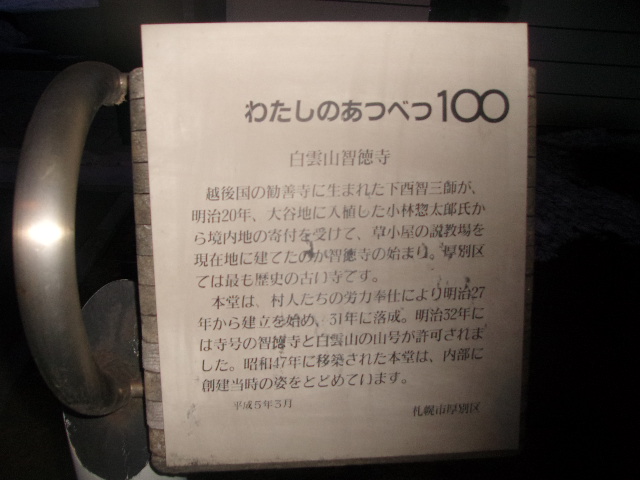 わたしのあつべつ100
白雲山智徳寺
越後国の勧善寺に生まれた下酉智三師が、
明治20年、大谷地に入植した小林惣太郎氏か
ら境内地の寄付を受けて、草小屋の説教場を
現在地に建てたのが智徳寺の始まり。厚別区
では最も歴史の古い寺です。
本堂は、村人たちの労力奉仕により明治27
年から建立を始め、31年に落成。明治32年に
は寺号の智徳寺と白雲山の山号が許可されま
した。昭和47年に移築された本堂は、内部に
創建当時の姿をとどめています。
平成5年3月
札幌市厚別区